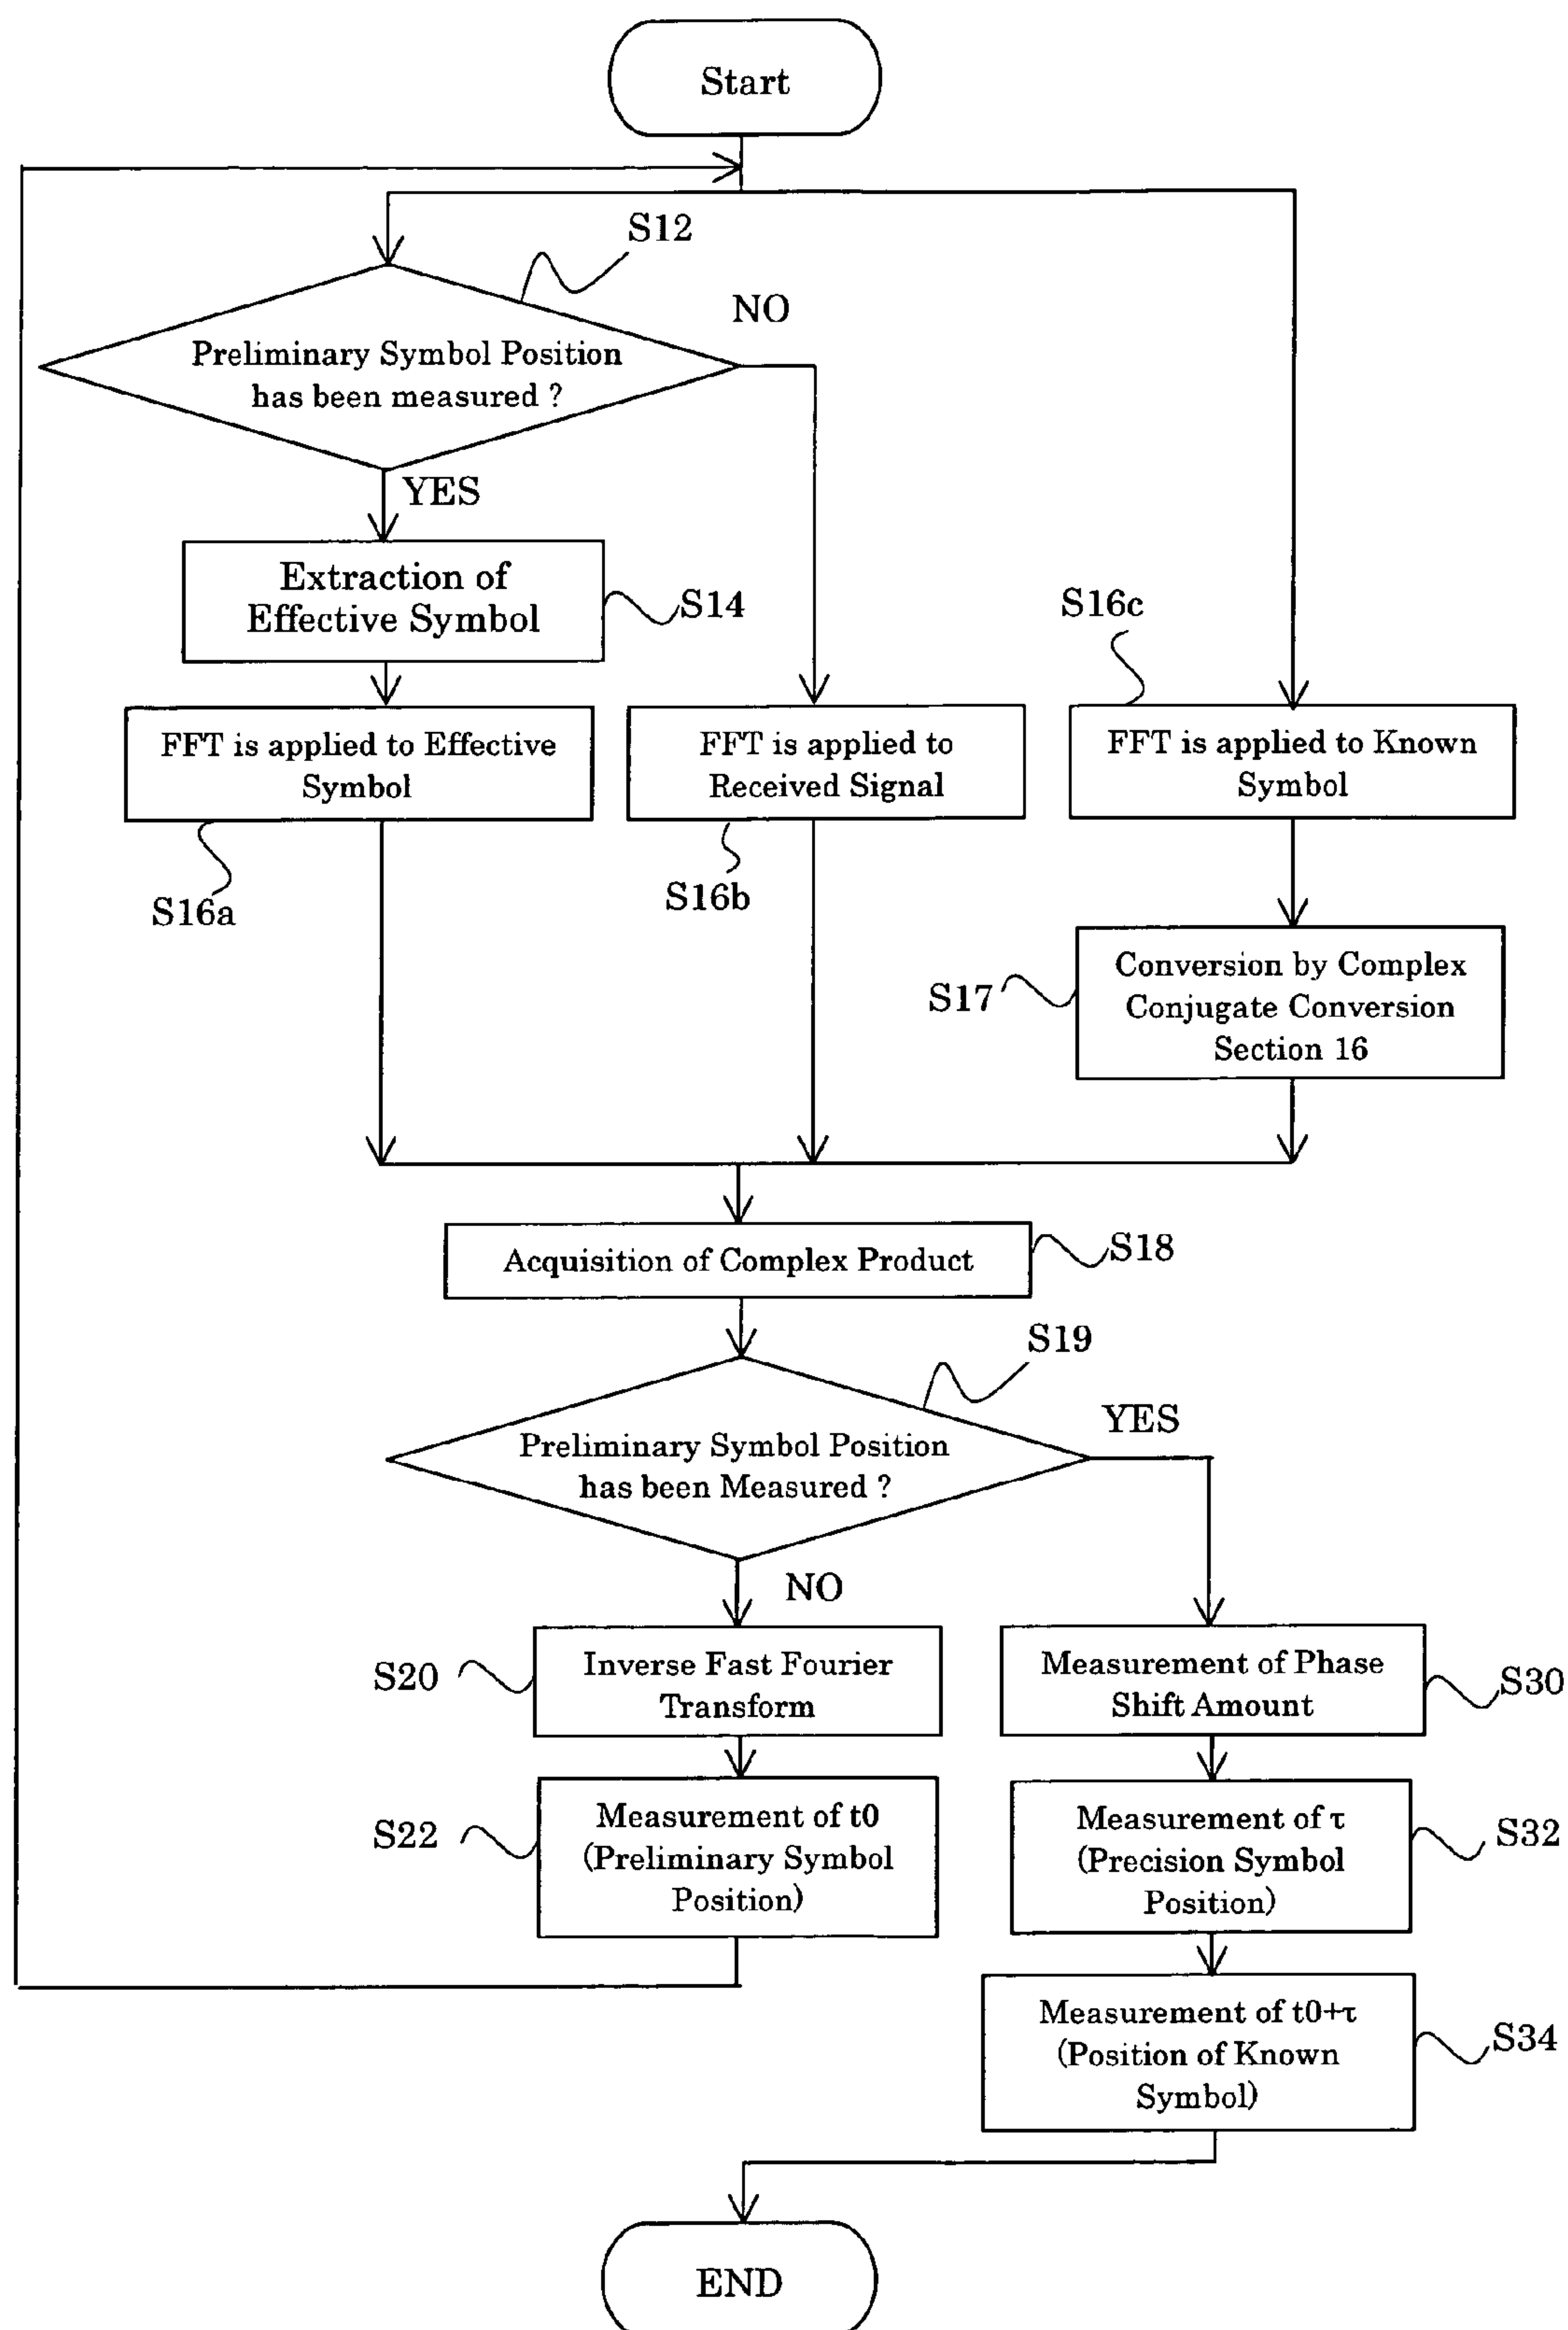 Start
S12
NO
Preliminary Symbol Position
has been measured ?
YES
Extraction of
Effective Symbol
S14
S16c
FFT is applied to Effective
Symbol
FFT is applied to
Received Signal
FFT is applied to Known
Symbol
S16a
S16b
S17
Conversion by Complex
Conjugate Conversion
Section 16
Acquisition of Complex Product
S18
S19
YES
Preliminary Symbol Position
has been Measured ?
NO
S20
Inverse Fast Fourier
Transform
Measurement of Phase
Shift Amount
S30
S22
Measurement of t0
(Preliminary Symbol
Position)
Measurement of τ
(Precision Symbol
Position)
S32
Measurement of t0+τ
(Position of Known
Symbol)
S34
END